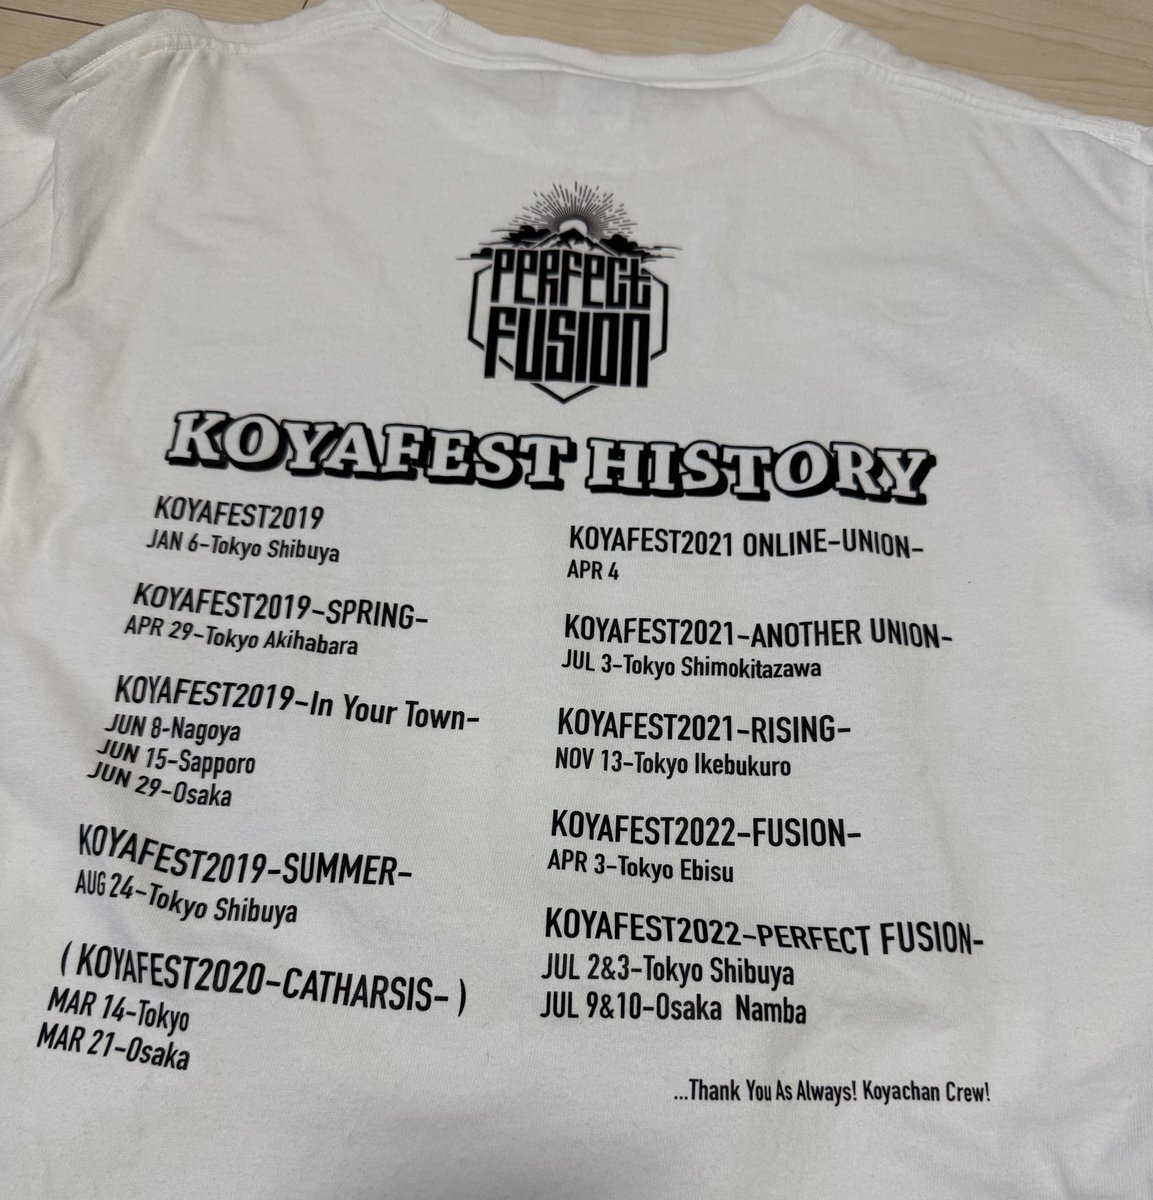 PERFECT
FUSION
KOYAFEST HISTORY
KOYAFEST2019
JAN 6-Tokyo Shibuya
KOYAFEST2019-SPRING-
APR 29-Tokyo Akihabara
KOYAFEST2019-In Your Town-
JUN 8-Nagoya
JUN 15-Sapporo
JUN 29-Osaka
KOYAFEST2019-SUMMER-
AUG 24-Tokyo Shibuya
( KOYAFEST2020-CATHARSIS- )
MAR 14-Tokyo
MAR 21-Osaka
KOYAFEST2021 ONLINE-UNION-
APR 4
KOYAFEST2021-ANOTHER UNION-
JUL 3-Tokyo Shimokitazawa
KOYAFEST2021-RISING-
NOV 13-Tokyo Ikebukuro
KOYAFEST2022-FUSION-
APR 3-Tokyo Ebisu
KOYAFEST2022-PERFECT FUSION-
JUL 2&3-Tokyo Shibuya
JUL 9&10-Osaka Namba
...Thank You As Always! Koyachan Crew!